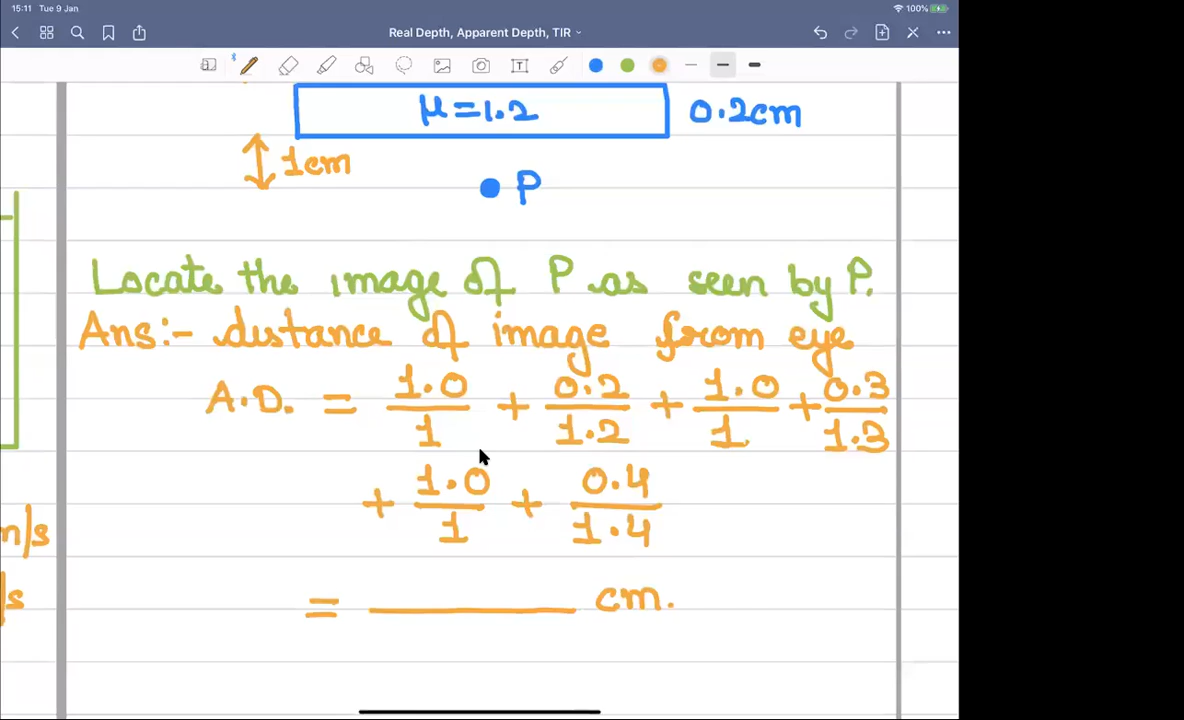 15:11 Tue 9 Jan
100%
Real Depth, Apparent Depth, TIR
μ=1.2
0.2cm
1cm
P
Locate the image of P as seen by P.
Ans:- distance of image from eye
A.D. = 1.0/1 + 0.2/1.2 + 1.0/1. + 0.3/1.3
+ 1.0/1 + 0.4/1.4
= ________ cm.
m/s
/s